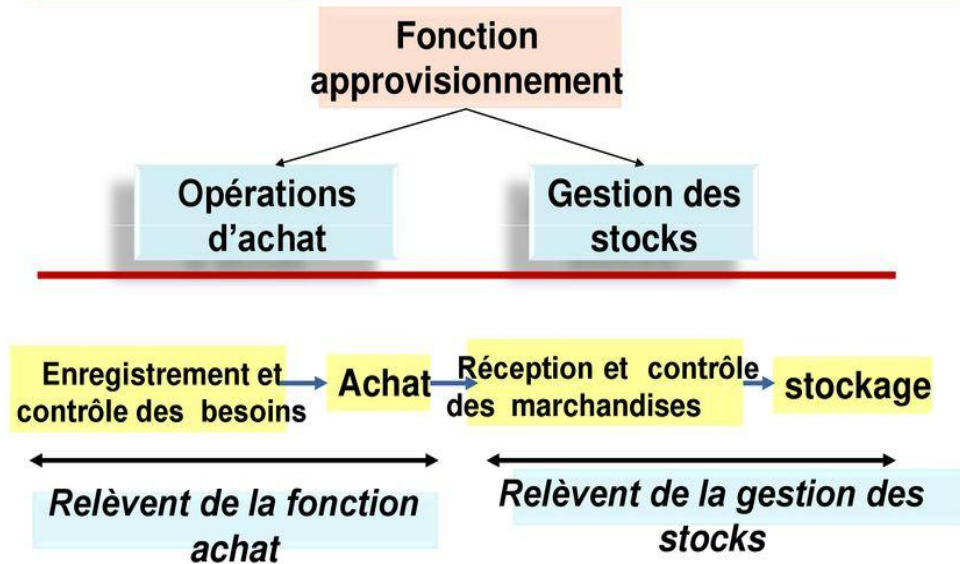 Fonction
approvisionnement
Opérations
d’achat
Gestion des
stocks
Enregistrement et
contrôle des besoins
Achat
Réception et contrôle
des marchandises
stockage
Relèvent de la fonction
achat
Relèvent de la gestion des
stocks